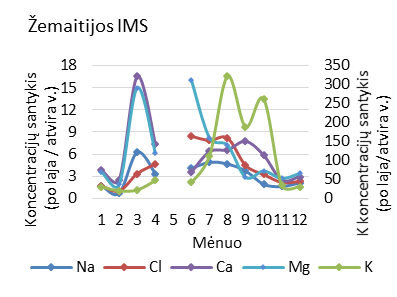 Žemaitijos IMS
Koncentracijų santykis
(po laja / atvira v.)
18
15
12
9
6
3
0
350
300
250
200
150
100
50
0
K koncentracijų santykis
(po laja/atvira v.)
1 2 3 4 5 6 7 8 9 10 11 12
Mėnuo
Na Cl Ca Mg K